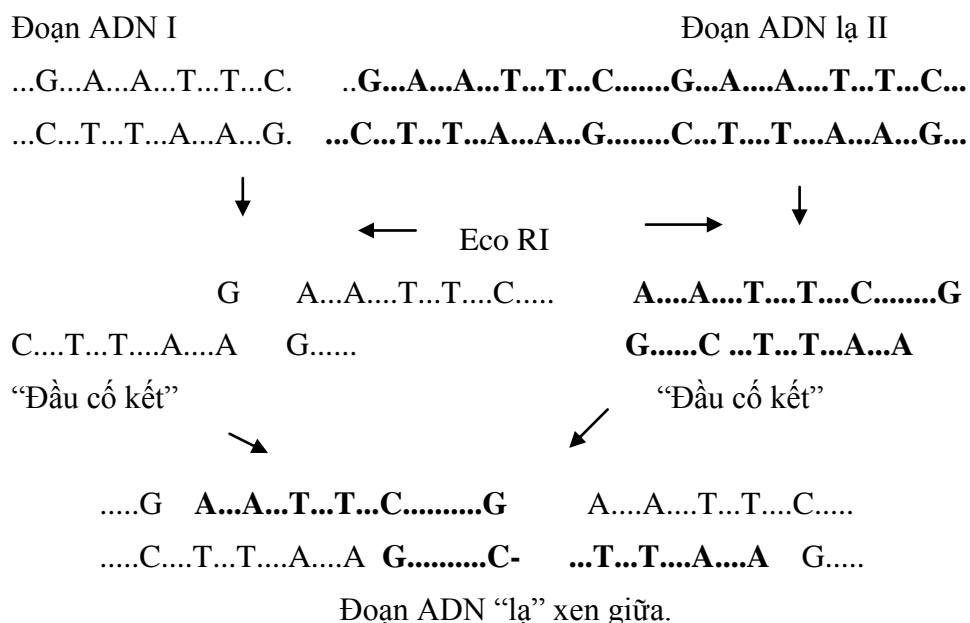 Đoạn ADN I Đoạn ADN lạ II
...G...A...A...T...T...C. ..G...A...A...T...T...C.......G...A....A....T...T...C...
...C...T...T...A...A...G. ...C...T...T...A...A...G........C...T....T....A...A...G...
Eco RI
G A...A....T...T....C..... A....A....T....T....C........G
C....T...T....A....A G...... G......C ...T...T...A...A
“Đầu cố kết” “Đầu cố kết”
.....G A...A...T...T...C..........G A....A....T...T....C.....
.....C....T...T....A....A G..........C- ...T...T....A....A G.....
Đoạn ADN “lạ” xen giữa.